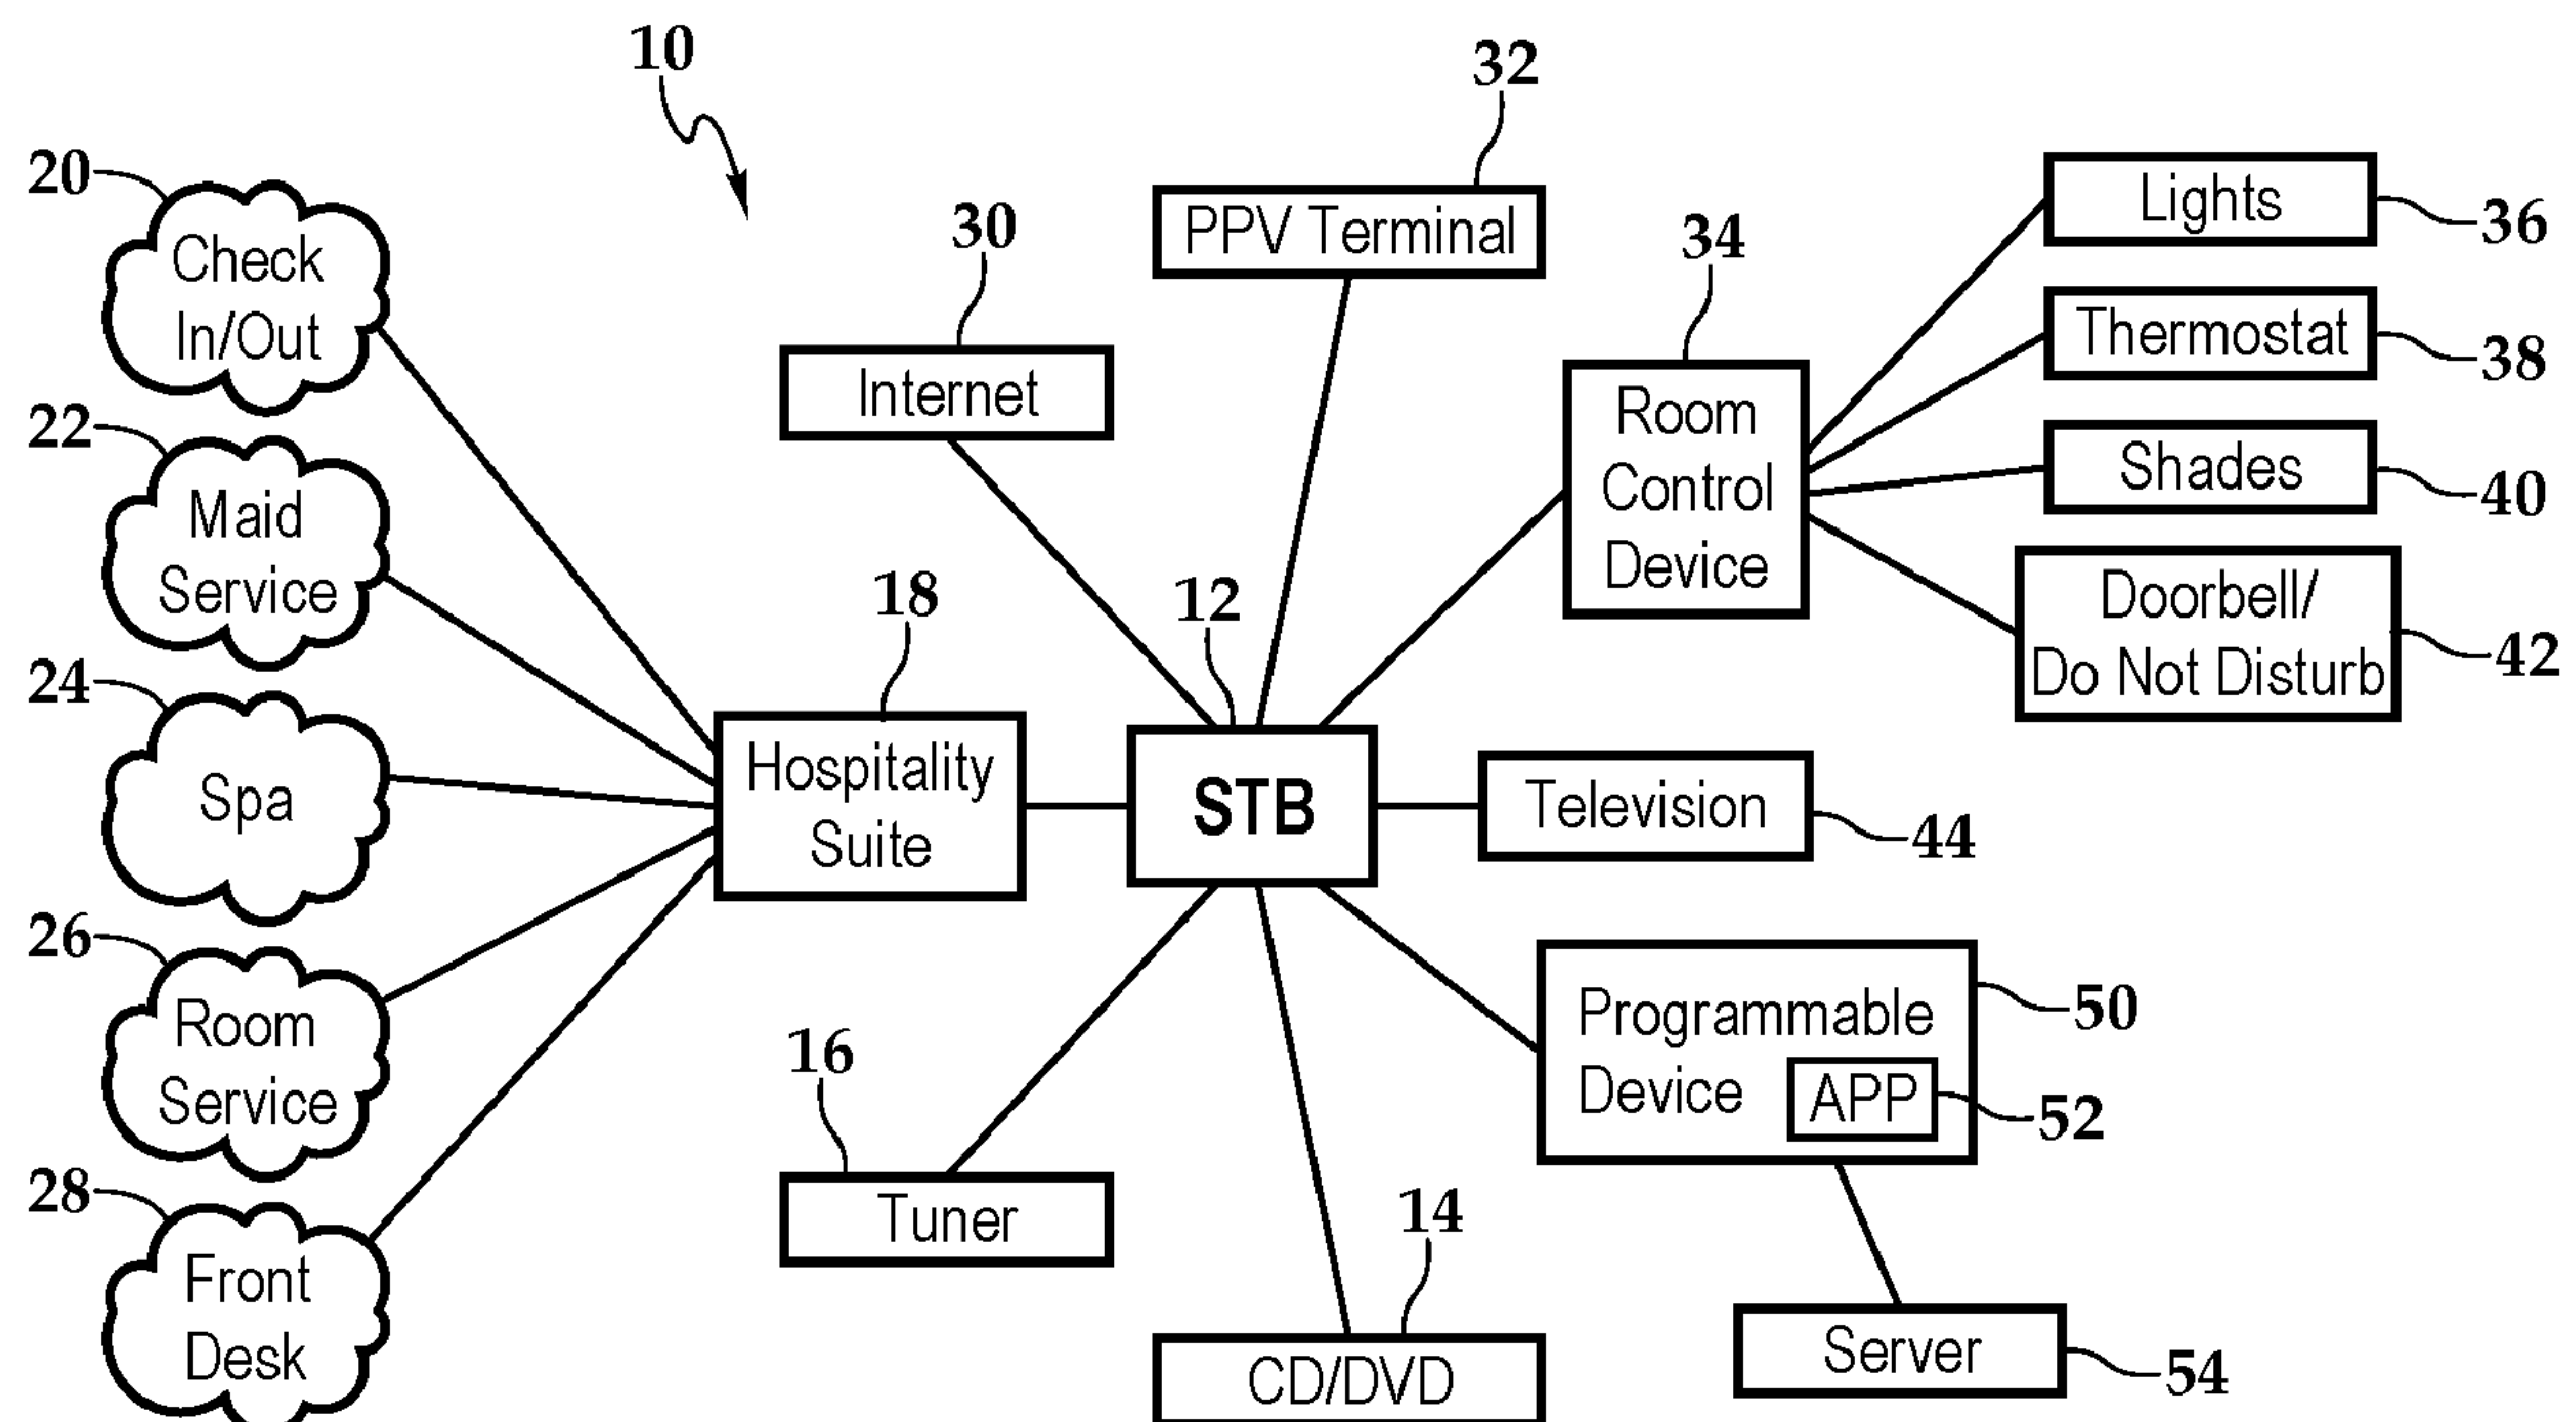 10
32
20
Check
In/Out
30
PPV Terminal
34
Lights
36
Internet
Room
Control
Device
Thermostat
38
22
Maid
Service
Shades
40
18
12
Doorbell/
Do Not Disturb
42
24
Spa
Hospitality
Suite
STB
Television
44
26
Room
Service
Programmable
Device
50
APP
52
16
Tuner
14
28
Front
Desk
CD/DVD
Server
54